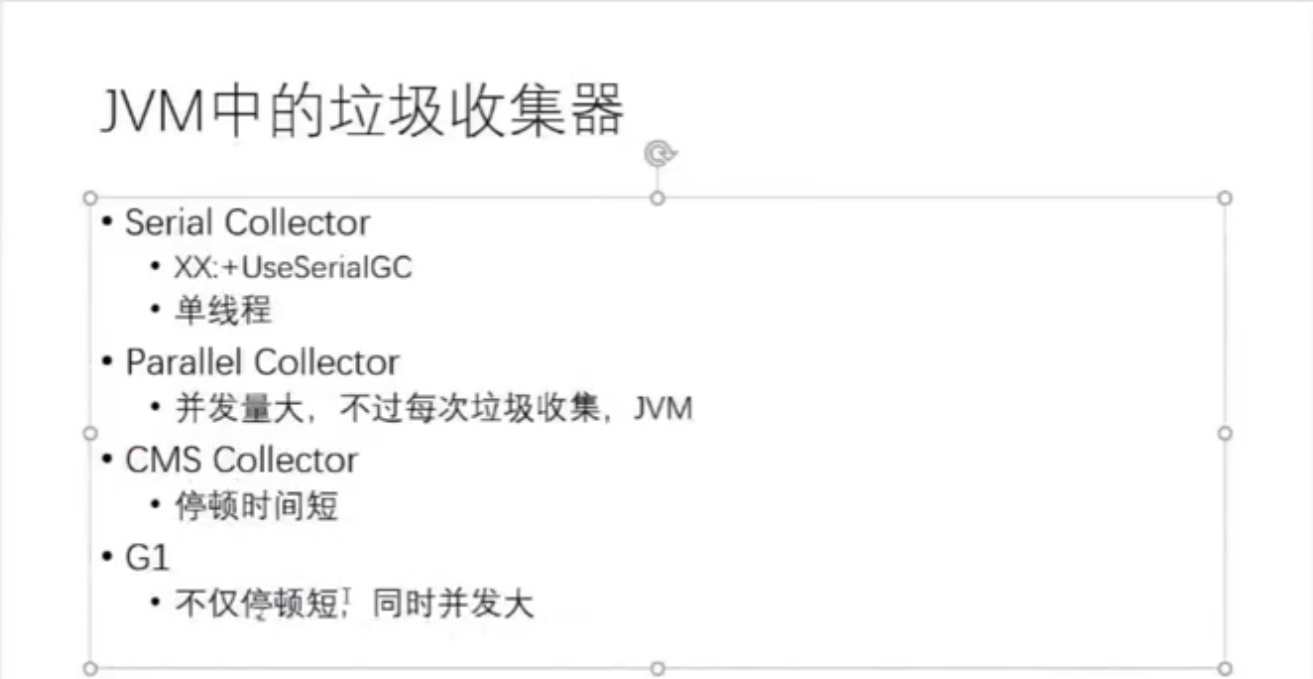 JVM中的垃圾收集器
• Serial Collector
• XX:+UseSerialGC
• 单线程
• Parallel Collector
• 并发量大，不过每次垃圾收集，JVM
• CMS Collector
• 停顿时间短
• G1
• 不仅停顿短，同时并发大